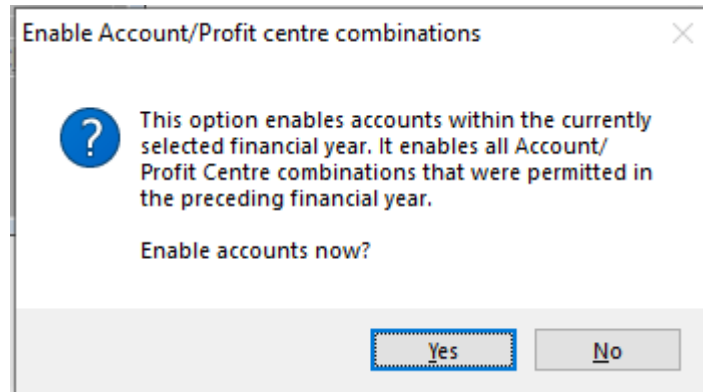 Enable Account/Profit centre combinations
This option enables accounts within the currently
selected financial year. It enables all Account/
Profit Centre combinations that were permitted in
the preceding financial year.
Enable accounts now?
Yes
No